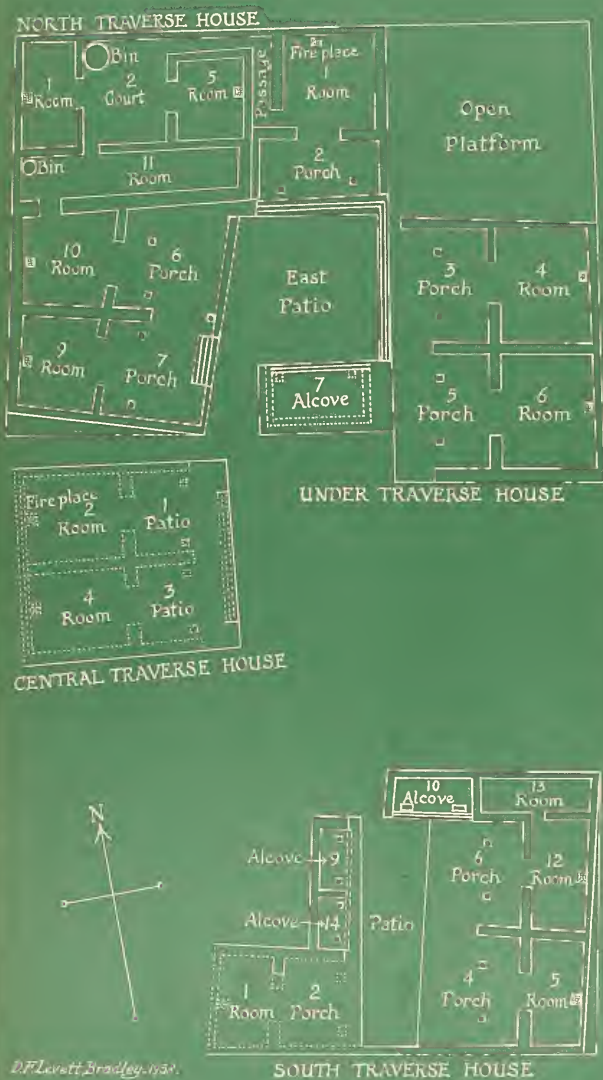 NORTH TRAVERSE HOUSE
1
Room
Bin
2
Court
5
Room
Passage
Fireplace
1
Room
2
Porch
Open
Platform
Bin
11
Room
10
Room
6
Porch
East
Patio
3
Porch
4
Room
9
Room
7
Porch
7
Alcove
5
Porch
6
Room
UNDER TRAVERSE HOUSE
Fireplace
2
Room
1
Patio
4
Room
3
Patio
CENTRAL TRAVERSE HOUSE
N
10
Alcove
13
Room
Alcove 9
6
Porch
12
Room
Alcove 14
Patio
1
Room
2
Porch
4
Porch
5
Room
D.F. Levett Bradley
SOUTH TRAVERSE HOUSE